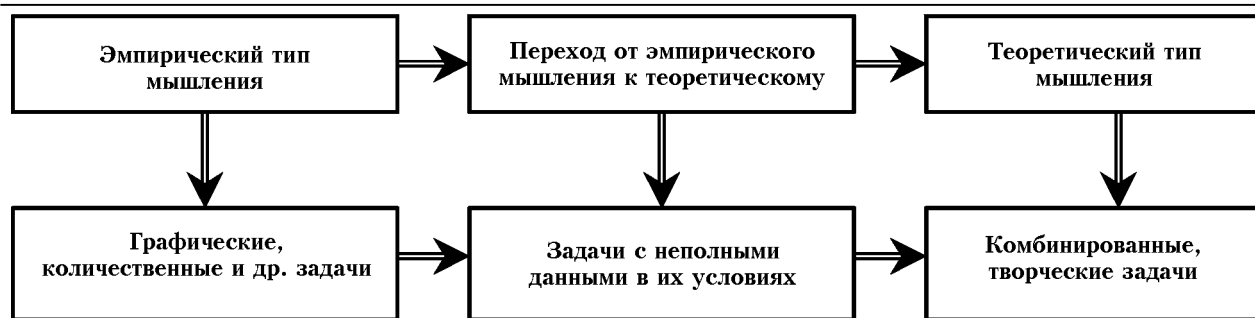 Эмпирический тип
мышления
Переход от эмпирического
мышления к теоретическому
Теоретический тип
мышления
Графические,
количественные и др. задачи
Задачи с неполными
данными в их условиях
Комбинированные,
творческие задачи